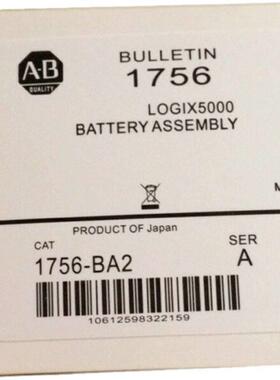 A-B
QUALITY
BULLETIN
1756
LOGIX5000
BATTERY ASSEMBLY
M
PRODUCT OF Japan
CAT
SER
1756-BA2
A
10612598322159